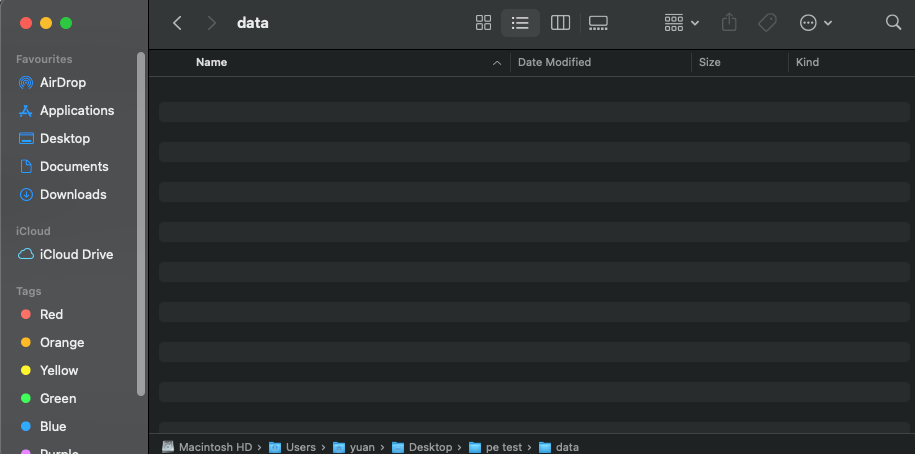 data
Favourites
AirDrop
Applications
Desktop
Documents
Downloads
iCloud
iCloud Drive
Tags
Red
Orange
Yellow
Green
Blue
Purple
Name Date Modified Size Kind
Macintosh HD › Users › yuan › Desktop › pe test › data